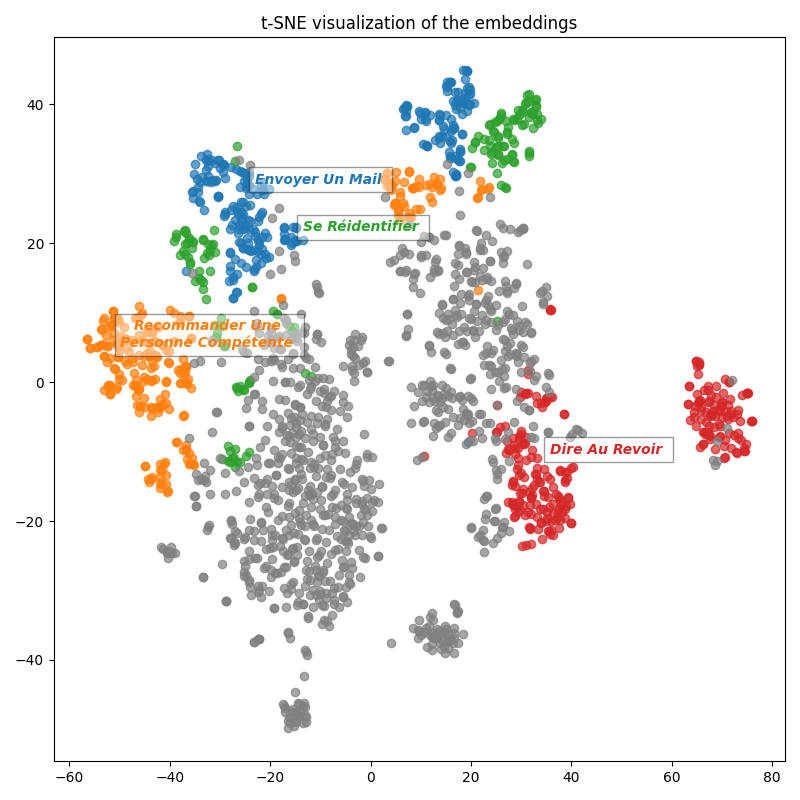 t-SNE visualization of the embeddings
40
20
0
−20
−40
Envoyer Un Mail
Se Réidentifier
Recommander Une
Personne Compétente
Dire Au Revoir
−60
−40
−20
0
20
40
60
80